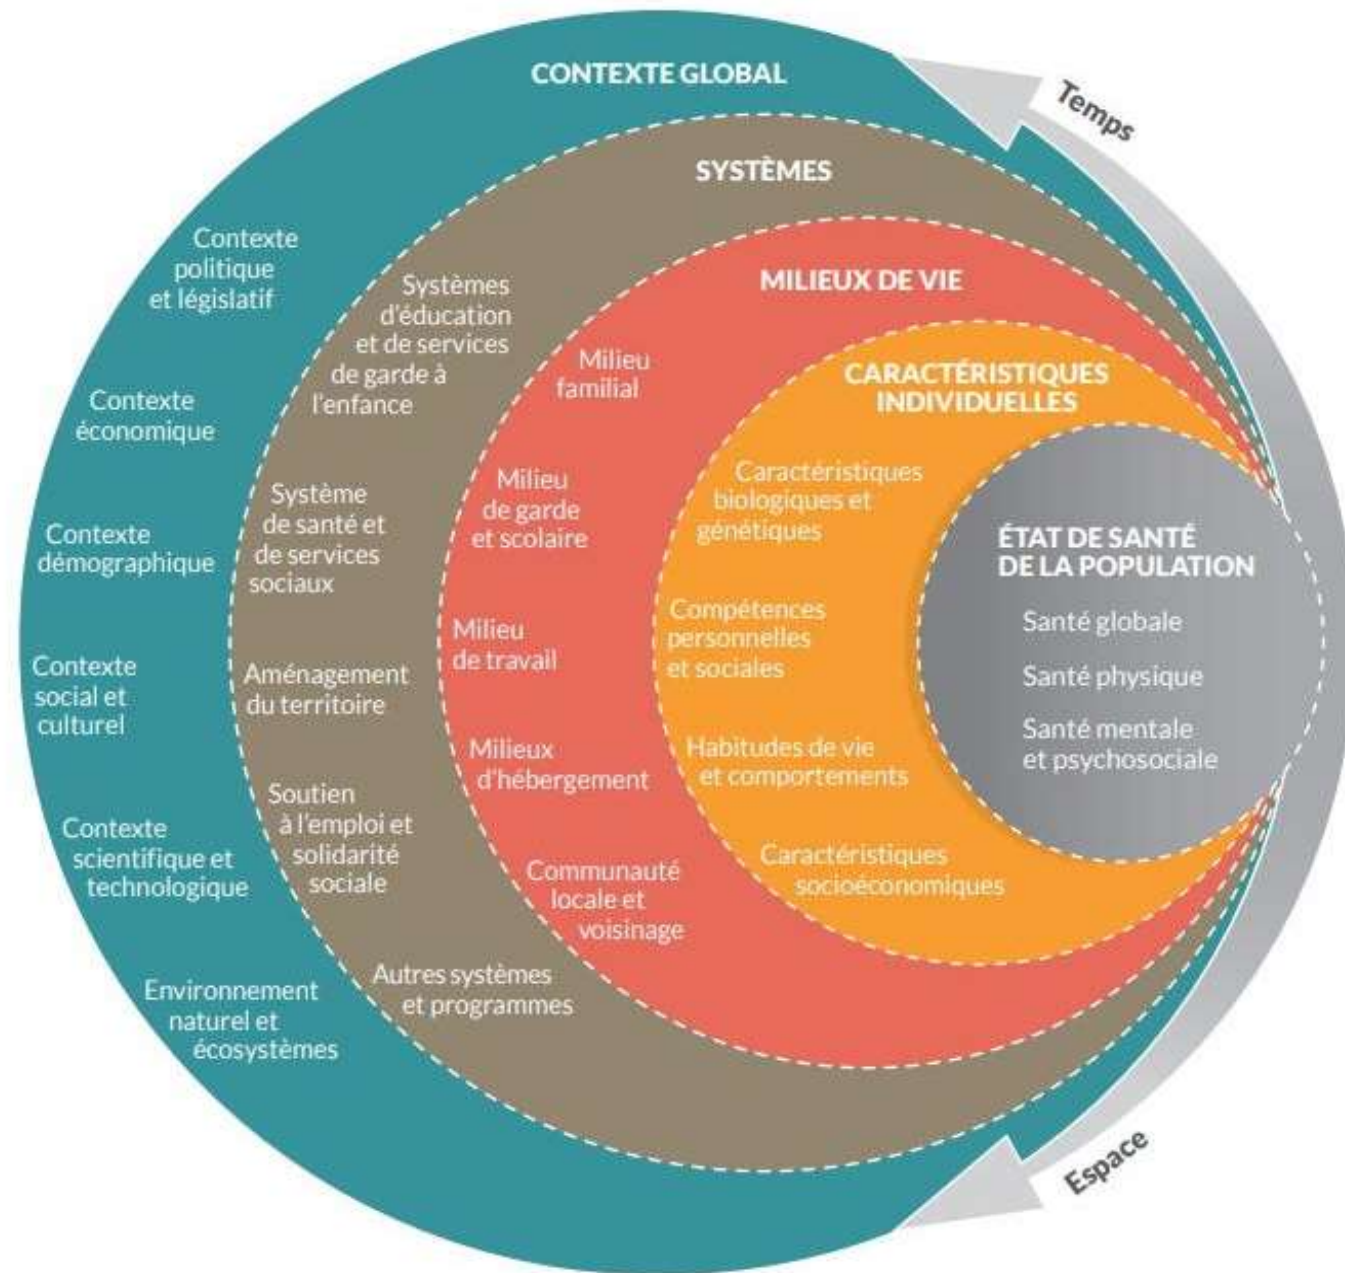 CONTEXTE GLOBAL
Temps
SYSTÈMES
Contexte
politique
et législatif
Contexte
économique
Contexte
démographique
Contexte
social et
culturel
Contexte
scientifique et
technologique
Environnement
naturel et
écosystèmes
Systèmes
d'éducation
et de services
de garde à
l'enfance
Système
de santé et
de services
sociaux
Aménagement
du territoire
Soutien
à l'emploi et
solidarité
sociale
Autres systèmes
et programmes
MILIEUX DE VIE
Milieu
familial
Milieu
de garde
et scolaire
Milieu
de travail
Milieux
d'hébergement
Communauté
locale et
voisinage
CARACTÉRISTIQUES
INDIVIDUELLES
Caractéristiques
biologiques et
génétiques
Compétences
personnelles
et sociales
Habitudes de vie
et comportements
Caractéristiques
socioéconomiques
ÉTAT DE SANTÉ
DE LA POPULATION
Santé globale
Santé physique
Santé mentale
et psychosociale
Espace